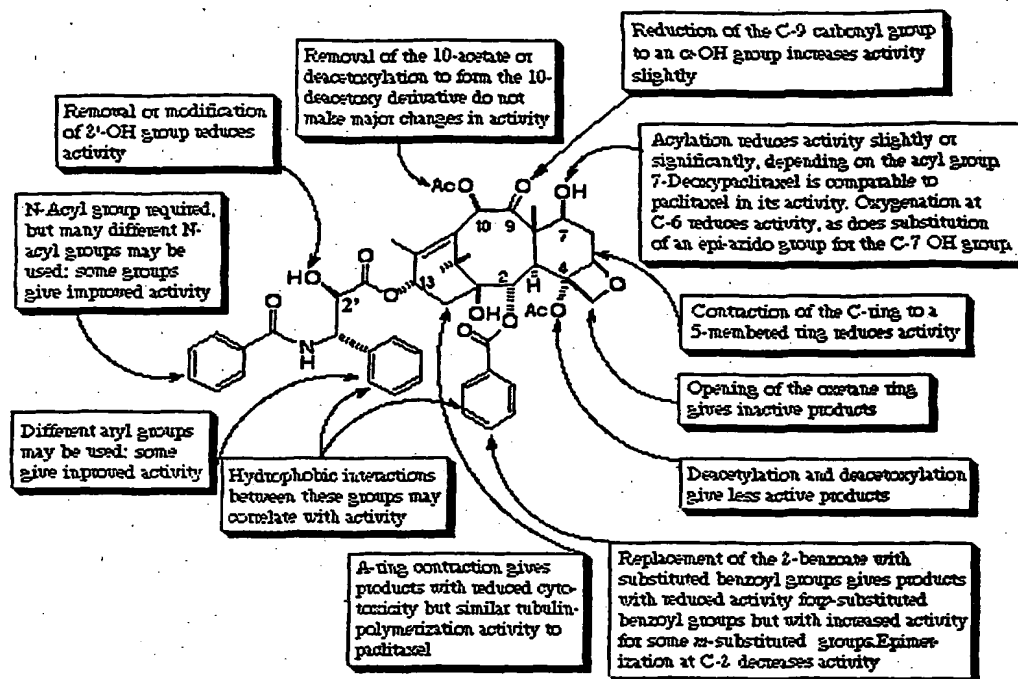 Reduction of the C-9 carbonyl group
to an α-OH group increases activity
slightly
Removal of the 10-acetate or
deacetoxylation to form the 10-
deacetoxy derivative do not
make major changes in activity
Removal or modification
of 2'-OH group reduces
activity
Acylation reduces activity slightly or
significantly, depending on the acyl group
7-Deoxypaclitaxel is comparable to
paclitaxel in its activity. Oxygenation at
C-6 reduces activity, as does substitution
of an epi-azido group for the C-7 OH group.
N-Acyl group required,
but many different N-
acyl groups may be
used: some groups
give improved activity
AcO
O
OH
10
9
7
HO
O
O
13
2
4
2'
H
O
O
N
H
OH
O
AcO
O
Contraction of the C-ring to a
5-membered ring reduces activity
Opening of the oxetane ring
gives inactive products
Different aryl groups
may be used: some
give inproved activity
Hydrophobic interactions
between these groups may
correlate with activity
Deacetylation and deacetoxylation
give less active products
A-ring contraction gives
products with reduced cyto-
toxicity but similar tubulin-
polymerization activity to
paclitaxel
Replacement of the 2-benzoate with
substituted benzoyl groups gives products
with reduced activity for p-substituted
benzoyl groups but with increased activity
for some m-substituted groups.Epimer-
ization at C-2 decreases activity